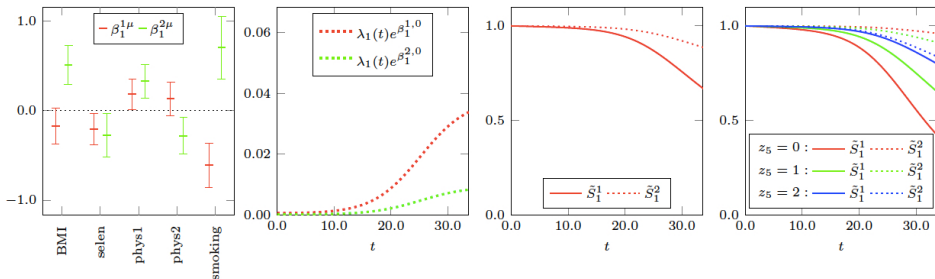 β₁^{1μ} β₁^{2μ}
1.0
0.0
−1.0
BMI
selen
phys1
phys2
smoking
0.06
0.04
0.02
0.00
λ₁(t)e^{β₁^{1,0}}
λ₁(t)e^{β₁^{2,0}}
0.0 10.0 20.0 30.0
t
1.0
0.5
0.0
S̃₁¹ S̃₁²
0.0 10.0 20.0 30.0
t
1.0
0.5
0.0
z₅ = 0 : S̃₁¹ S̃₁²
z₅ = 1 : S̃₁¹ S̃₁²
z₅ = 2 : S̃₁¹ S̃₁²
0.0 10.0 20.0 30.0
t